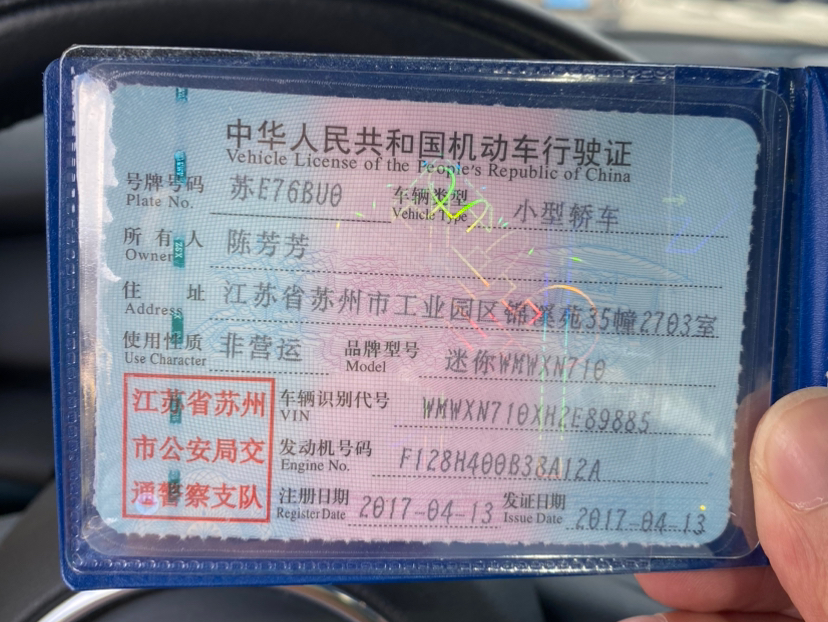 中华人民共和国机动车行驶证
Vehicle License of the People's Republic of China
号牌号码 苏E76BU0 车辆类型 小型轿车
Plate No. Vehicle Type
所有人 陈芳芳
Owner
住址 江苏省苏州市工业园区锦溪苑35幢2703室
Address
使用性质 非营运 品牌型号 迷你WMWXN710
Use Character Model
江苏省苏州
市公安局交
通警察支队
车辆识别代号 WMWXN710XH2E89885
VIN
发动机号码 F128H400B38A12A
Engine No.
注册日期 2017-04-13 发证日期 2017-04-13
Register Date Issue Date